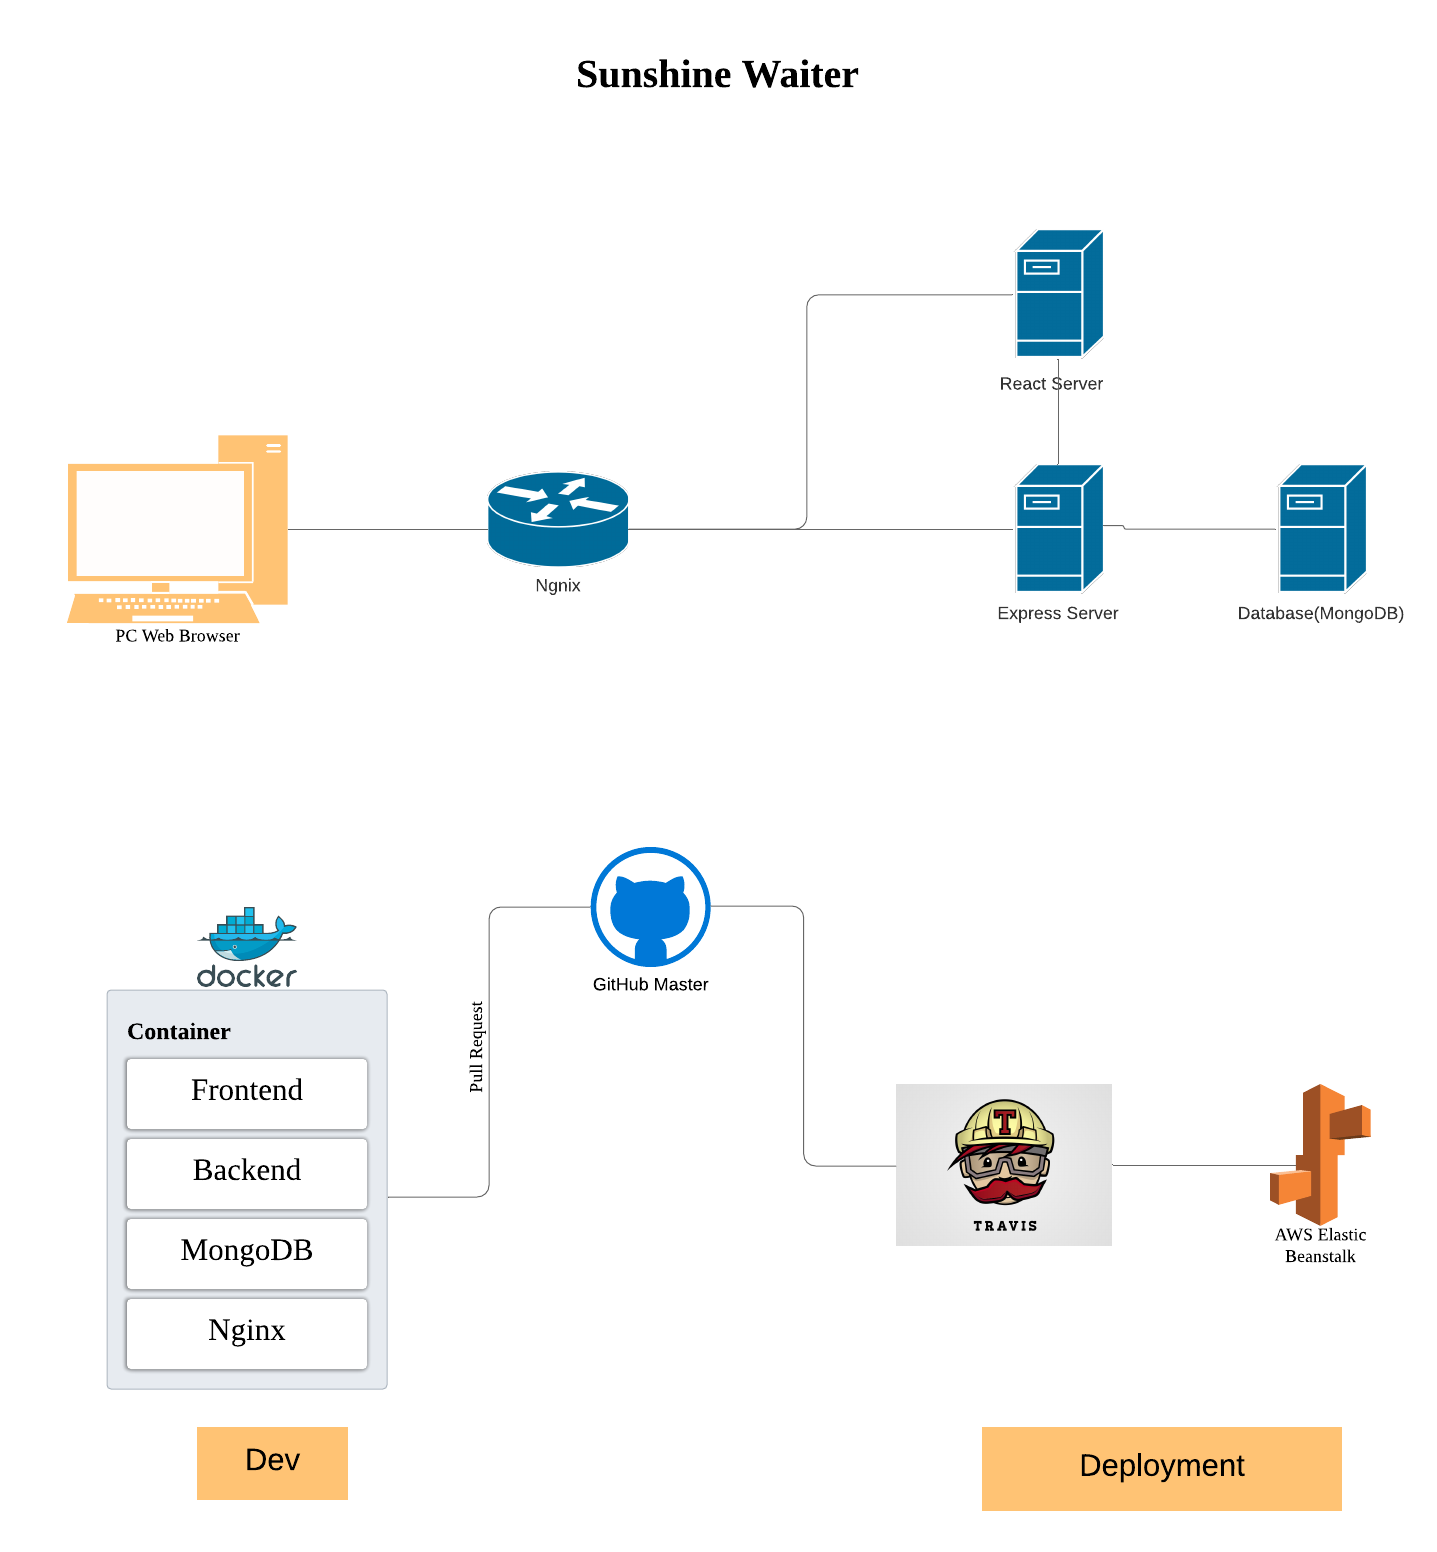 Sunshine Waiter
React Server
Ngnix
PC Web Browser
Express Server
Database(MongoDB)
docker
GitHub Master
Container
Frontend
Backend
MongoDB
Nginx
Pull Request
T
TRAVIS
AWS Elastic
Beanstalk
Dev
Deployment